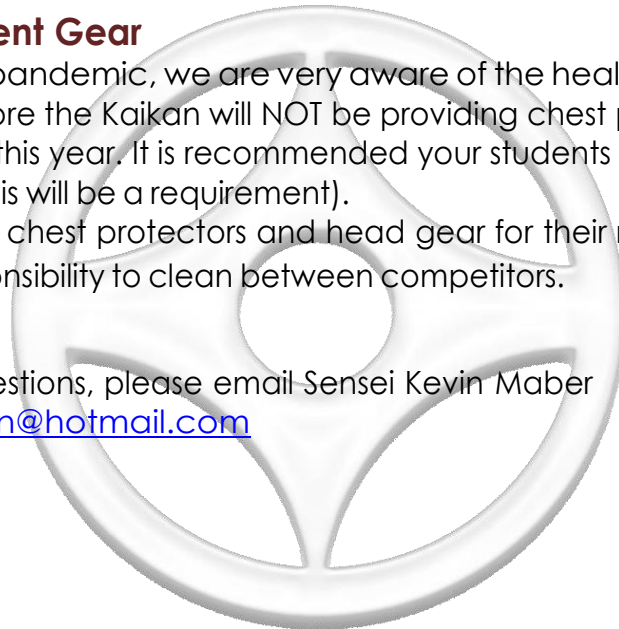 ent Gear
pandemic, we are very aware of the heal
ore the Kaikan will NOT be providing chest p
this year. It is recommended your students
is will be a requirement).
chest protectors and head gear for their r
onsibility to clean between competitors.
estions, please email Sensei Kevin Maber
n@hotmail.com